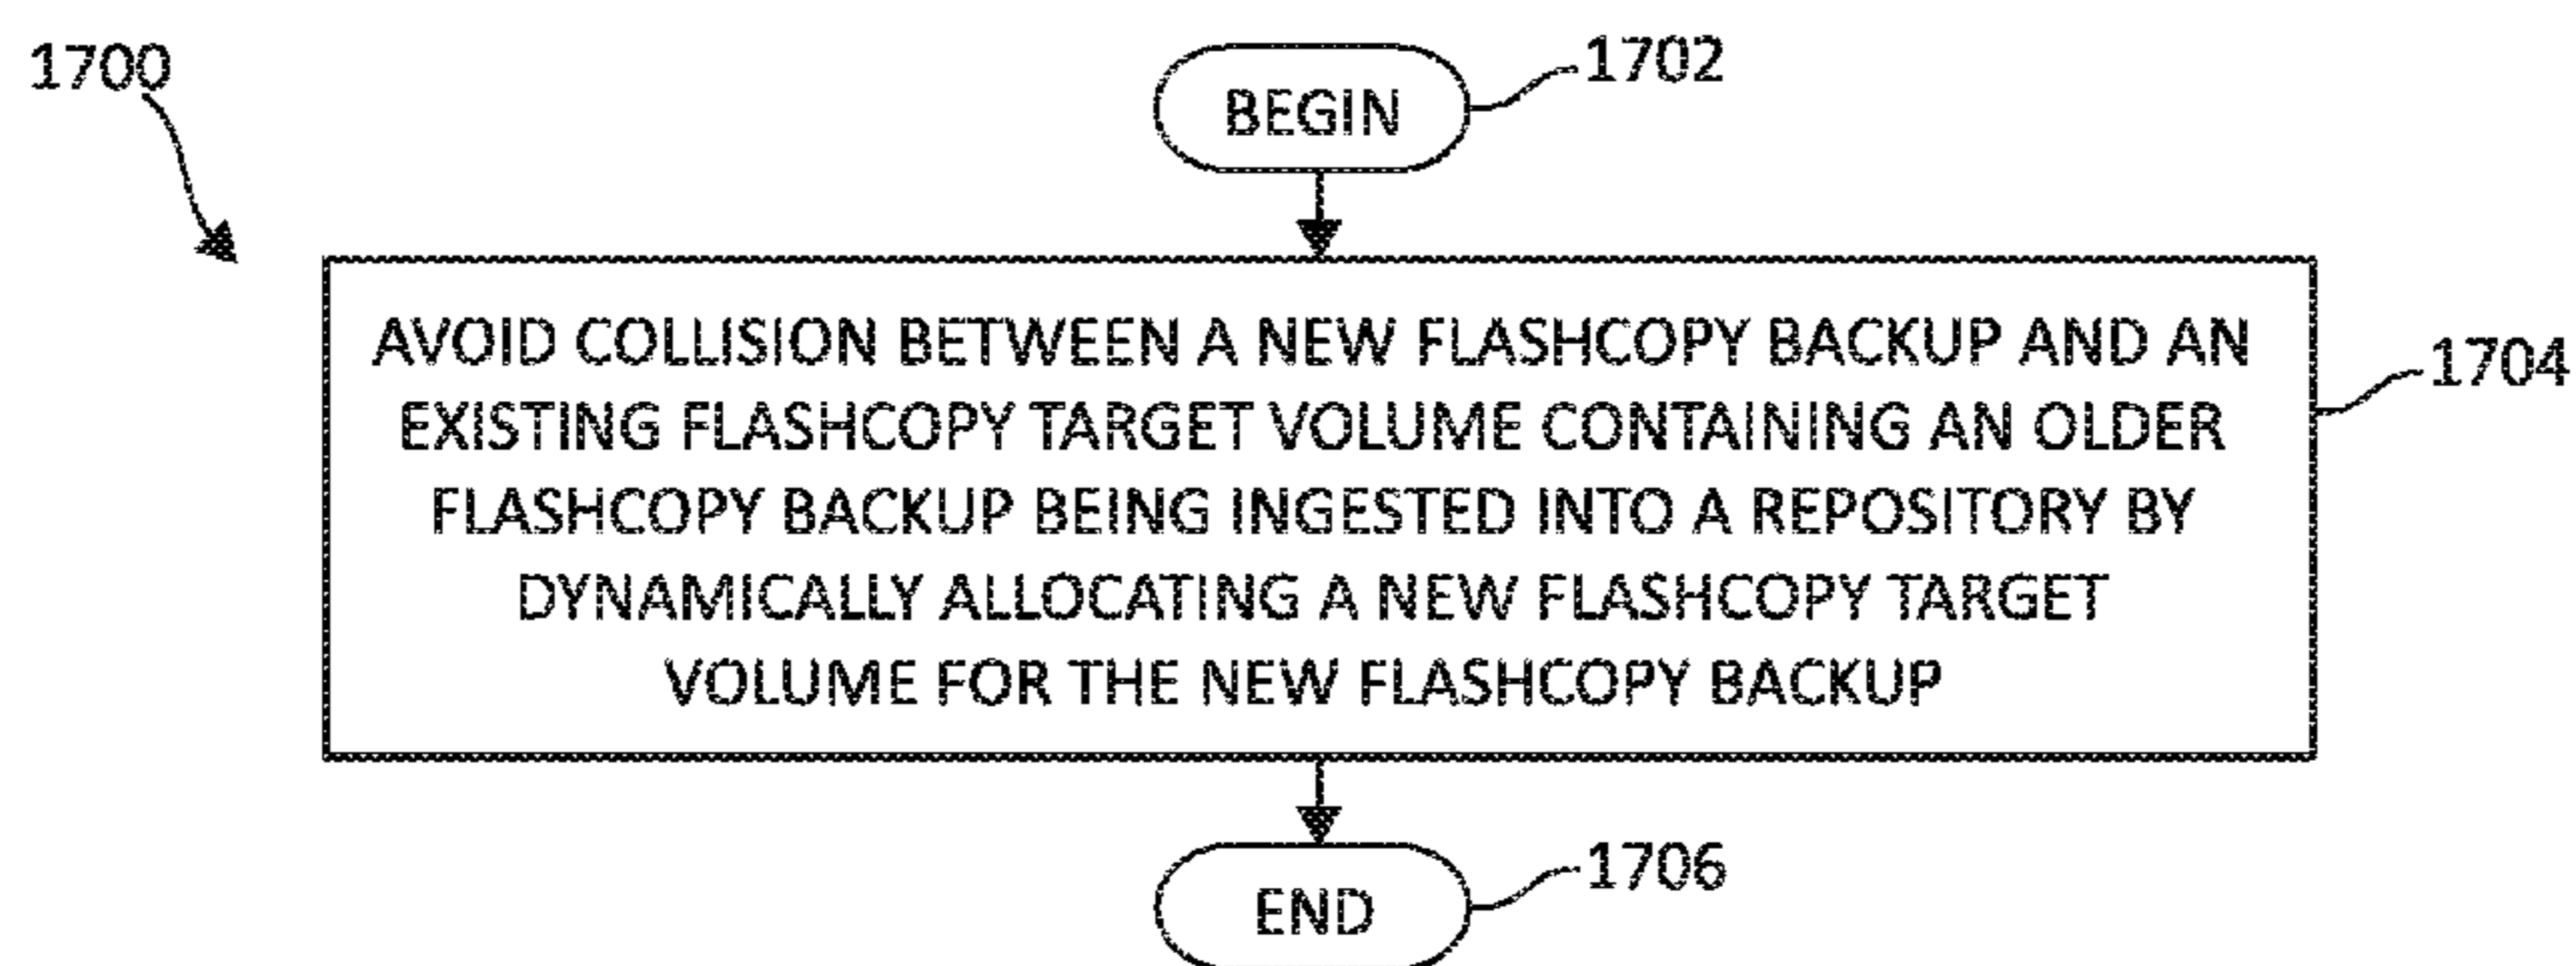 1700
BEGIN
1702
AVOID COLLISION BETWEEN A NEW FLASHCOPY BACKUP AND AN
EXISTING FLASHCOPY TARGET VOLUME CONTAINING AN OLDER
FLASHCOPY BACKUP BEING INGESTED INTO A REPOSITORY BY
DYNAMICALLY ALLOCATING A NEW FLASHCOPY TARGET
VOLUME FOR THE NEW FLASHCOPY BACKUP
1704
END
1706